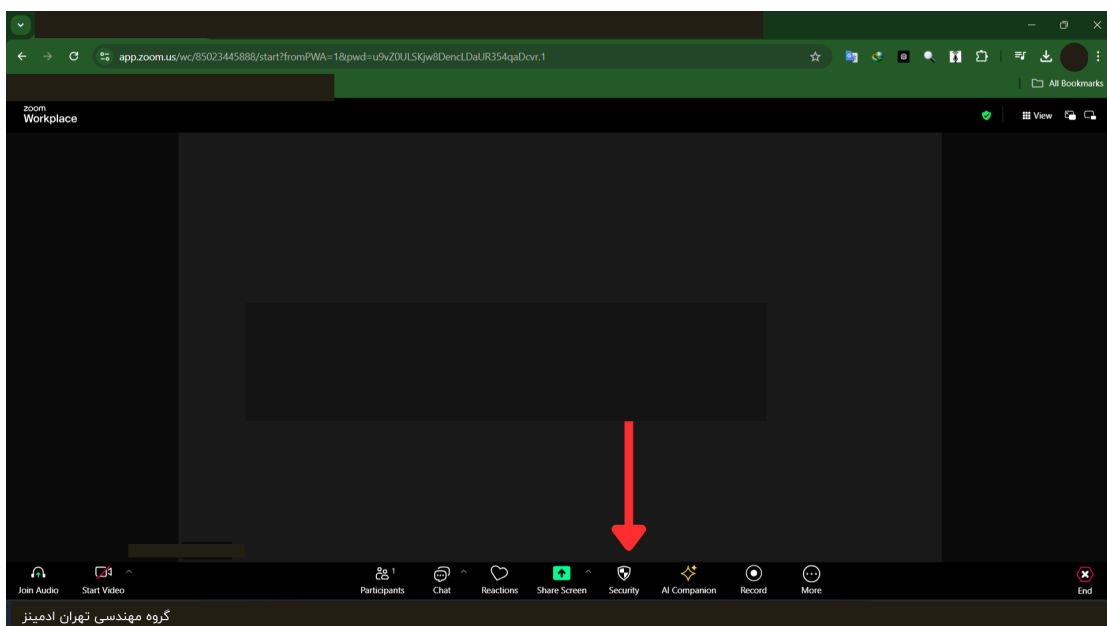 app.zoom.us/wc/85023445888/start?fromPWA=1&pwd=u9vZ0ULSKjw8DencLDaUR354qaDcvr.1
All Bookmarks
zoom
Workplace
View
Join Audio
Start Video
Participants
1
Chat
Reactions
Share Screen
Security
AI Companion
Record
More
End
گروه مهندسی تهران ادمینز